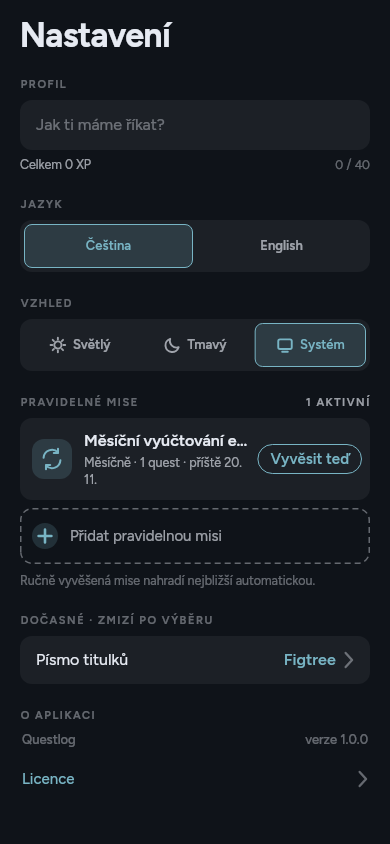 Nastavení
PROFIL
Jak ti máme říkat?
Celkem 0 XP
0 / 40
JAZYK
Čeština
English
VZHLED
Světlý
Tmavý
Systém
PRAVIDELNÉ MISE
1 AKTIVNÍ
Měsíční vyúčtování e...
Měsíčně · 1 quest · příště 20.
11.
Vyvěsit teď
Přidat pravidelnou misi
Ručně vyvěšená mise nahradí nejbližší automatickou.
DOČASNÉ · ZMIZÍ PO VÝBĚRU
Písmo titulků
Figtree
O APLIKACI
Questlog
verze 1.0.0
Licence